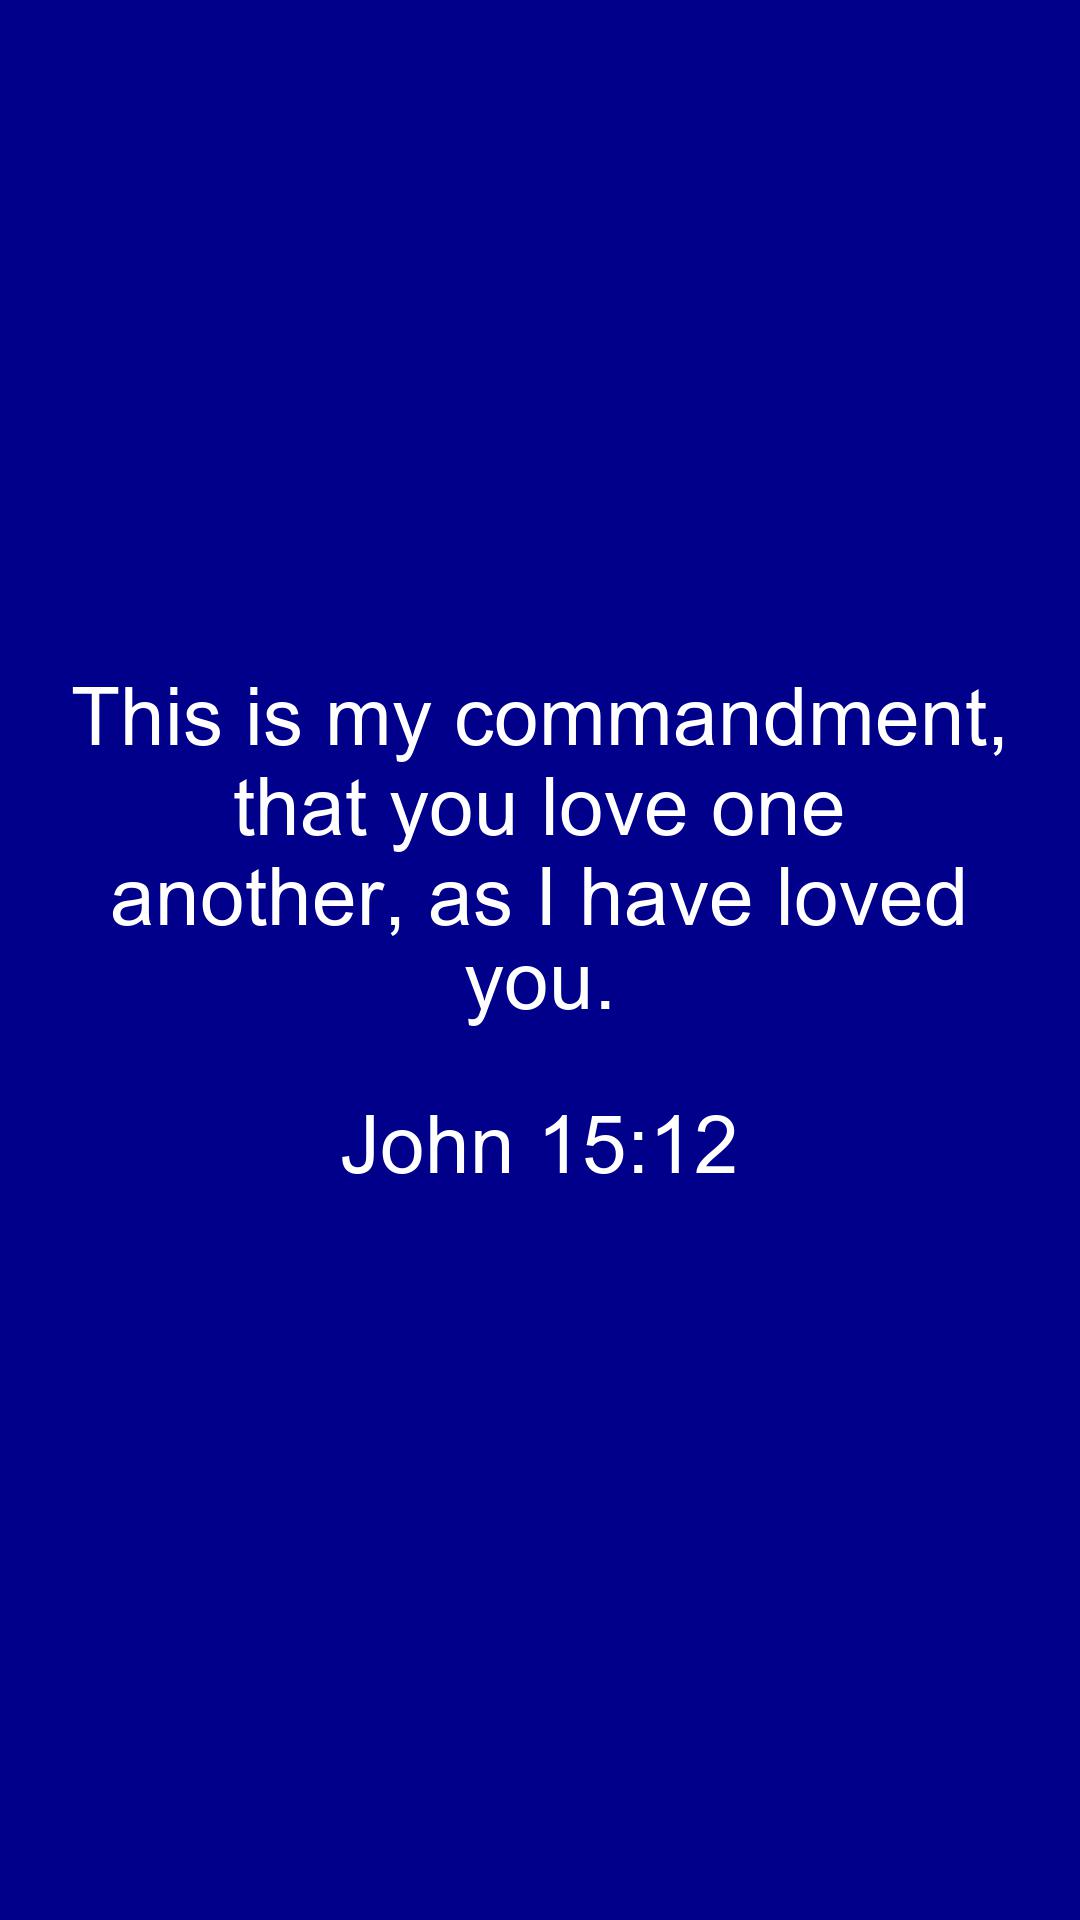 This is my commandment,
that you love one
another, as I have loved
you.
John 15:12